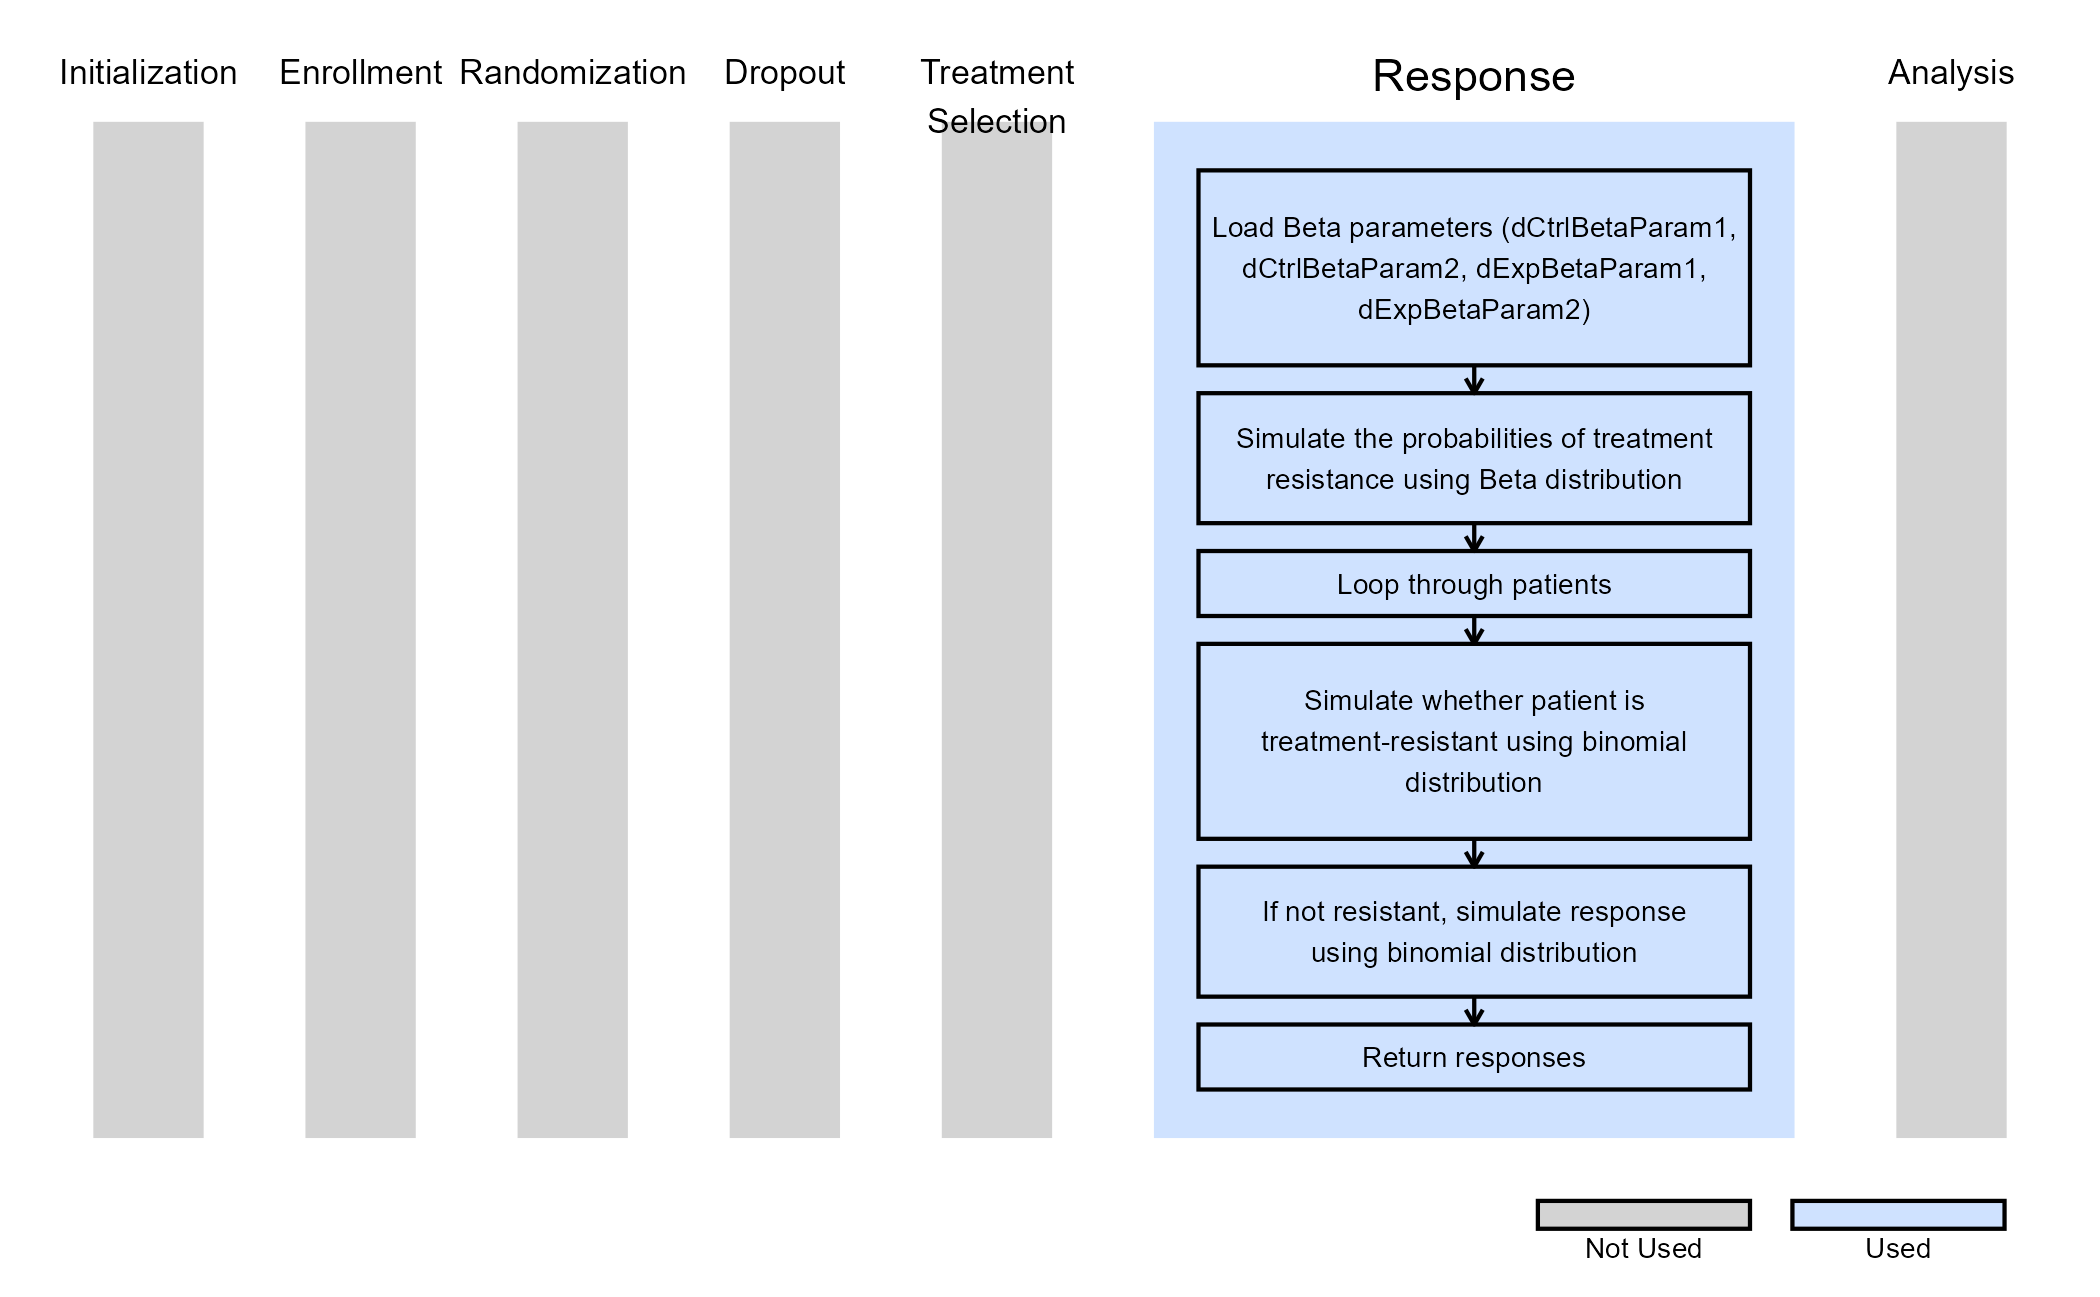 Initialization
Enrollment
Randomization
Dropout
Treatment
Selection
Response
Analysis
Load Beta parameters (dCtrlBetaParam1,
dCtrlBetaParam2, dExpBetaParam1,
dExpBetaParam2)
Simulate the probabilities of treatment
resistance using Beta distribution
Loop through patients
Simulate whether patient is
treatment-resistant using binomial
distribution
If not resistant, simulate response
using binomial distribution
Return responses
Not Used
Used